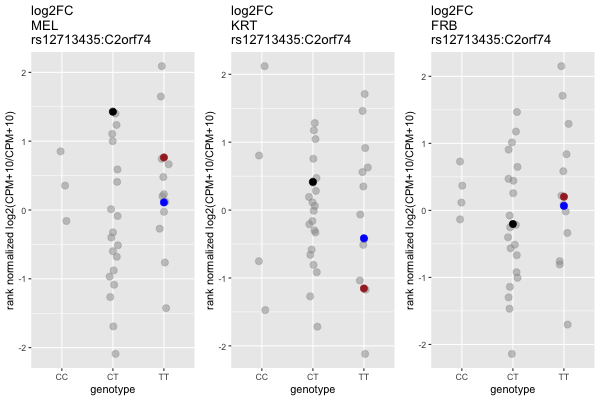 log2FC
MEL
rs12713435:C2orf74
rank normalized log2(CPM+10/CPM+10)
2
1
0
-1
-2
CC
CT
TT
genotype
log2FC
KRT
rs12713435:C2orf74
rank normalized log2(CPM+10/CPM+10)
2
1
0
-1
-2
CC
CT
TT
genotype
log2FC
FRB
rs12713435:C2orf74
rank normalized log2(CPM+10/CPM+10)
2
1
0
-1
-2
CC
CT
TT
genotype